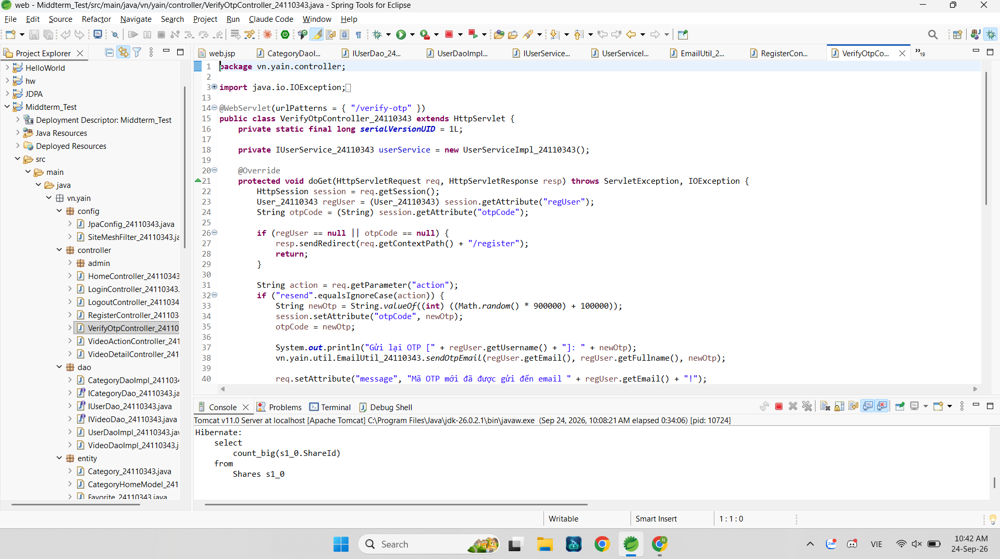 web - Middterm_Test/src/main/java/vn/yain/controller/VerifyOtpController_24110343.java - Spring Tools for Eclipse
File Edit Source Refactor Navigate Search Project Run Claude Code Window Help
Project Explorer
HelloWorld
hw
JDPA
Middterm_Test
Deployment Descriptor: Middterm_Test
Java Resources
Deployed Resources
src
main
java
vn.yain
config
JpaConfig_24110343.java
SiteMeshFilter_24110343.ja
controller
admin
HomeController_24110343
LoginController_24110343.
LogoutController_2411034
RegisterController_241103
VerifyOtpController_24110
VideoActionController_241
VideoDetailController_241
dao
CategoryDaoImpl_241103
ICategoryDao_24110343.ja
IUserDao_24110343.java
IVideoDao_24110343.java
UserDaoImpl_24110343.jav
VideoDaoImpl_24110343.j
entity
Category_24110343.java
CategoryHomeModel_241
Favorite_24110343.java
web.jsp CategoryDaoI... IUserDao_24... UserDaoImpl... IUserService... UserServiceI... EmailUtil_2... RegisterCon... VerifyOtpCo... 19
1 package vn.yain.controller;
2
3 import java.io.IOException;
13
14 @WebServlet(urlPatterns = { "/verify-otp" })
15 public class VerifyOtpController_24110343 extends HttpServlet {
16 private static final long serialVersionUID = 1L;
17
18 private IUserService_24110343 userService = new UserServiceImpl_24110343();
19
20 @Override
21 protected void doGet(HttpServletRequest req, HttpServletResponse resp) throws ServletException, IOException {
22 HttpSession session = req.getSession();
23 User_24110343 regUser = (User_24110343) session.getAttribute("regUser");
24 String otpCode = (String) session.getAttribute("otpCode");
25
26 if (regUser == null || otpCode == null) {
27 resp.sendRedirect(req.getContextPath() + "/register");
28 return;
29 }
30
31 String action = req.getParameter("action");
32 if ("resend".equalsIgnoreCase(action)) {
33 String newOtp = String.valueOf((int) ((Math.random() * 900000) + 100000));
34 session.setAttribute("otpCode", newOtp);
35 otpCode = newOtp;
36
37 System.out.println("Gửi lại OTP [" + regUser.getUsername() + "]: " + newOtp);
38 vn.yain.util.EmailUtil_24110343.sendOtpEmail(regUser.getEmail(), regUser.getFullname(), newOtp);
39
40 req.setAttribute("message", "Mã OTP mới đã được gửi đến email " + regUser.getEmail() + "!");
Console Problems Terminal Debug Shell
Tomcat v11.0 Server at localhost [Apache Tomcat] C:\Program Files\Java\jdk-26.0.2.1\bin\javaw.exe (Sep 24, 2026, 10:08:21 AM elapsed 0:34:06) [pid: 10724]
Hibernate:
select
count_big(s1_0.ShareId)
from
Shares s1_0
Writable Smart Insert 1 : 1 : 0
Search
VIE
10:42 AM
24-Sep-26